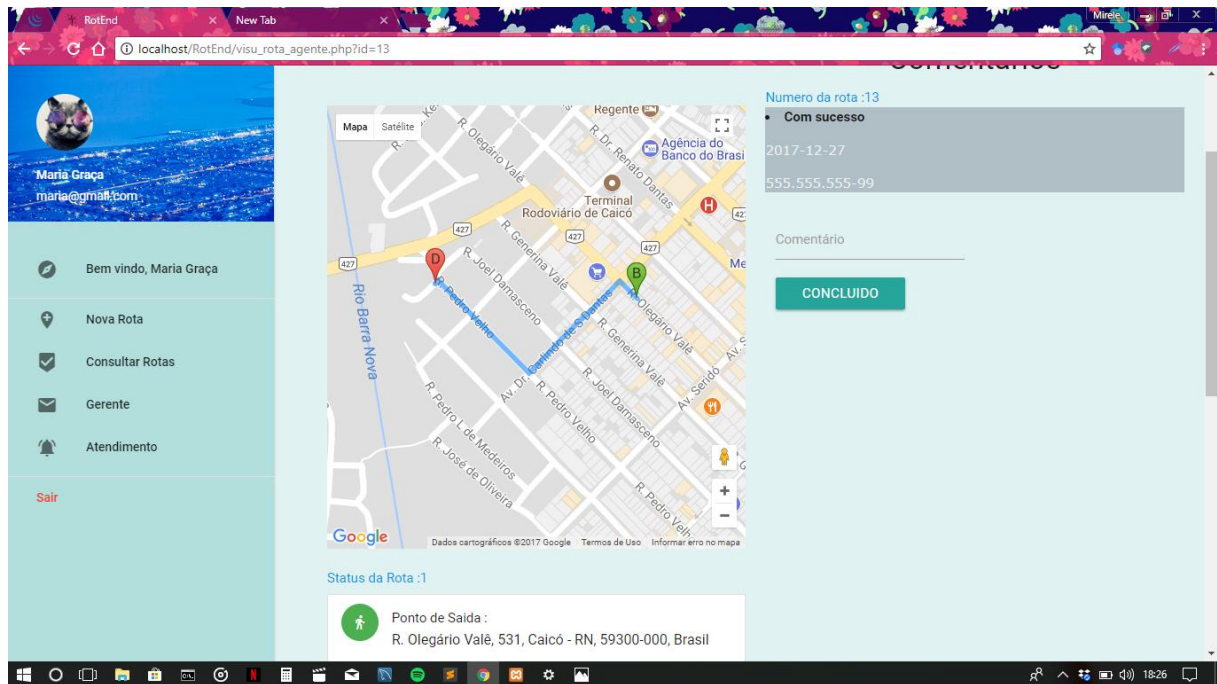 RotEnd
New Tab
Mirele
localhost/RotEnd/visu_rota_agente.php?id=13
Maria Graça
maria@gmail.com
Bem vindo, Maria Graça
Nova Rota
Consultar Rotas
Gerente
Atendimento
Sair
Mapa Satélite
Regente
Agência do
Banco do Brasi
R. Olegário Valê
R. Dr. Renato Dantas
Terminal
Rodoviário de Caicó
H
427
427
427
427
42
Me
R. Generina Valê
R. Joel Damasceno
D
B
R. Pedro Velho
R. Olegário Valê
Rio Barra Nova
Av. Dr. Carlindo de S Dantas
R. Generina Valê
Av. Seridó
Av.
R. Joel Damasceno
R. Pedro Velho
R. Pedro L de Medeiros
R. José de Oliveira
R. Pedro Velh
Google
Dados cartográficos ©2017 Google Termos de Uso Informar erro no mapa
Status da Rota :1
Ponto de Saida :
R. Olegário Valê, 531, Caicó - RN, 59300-000, Brasil
Numero da rota :13
• Com sucesso
2017-12-27
555.555.555-99
Comentário
CONCLUIDO
18:26